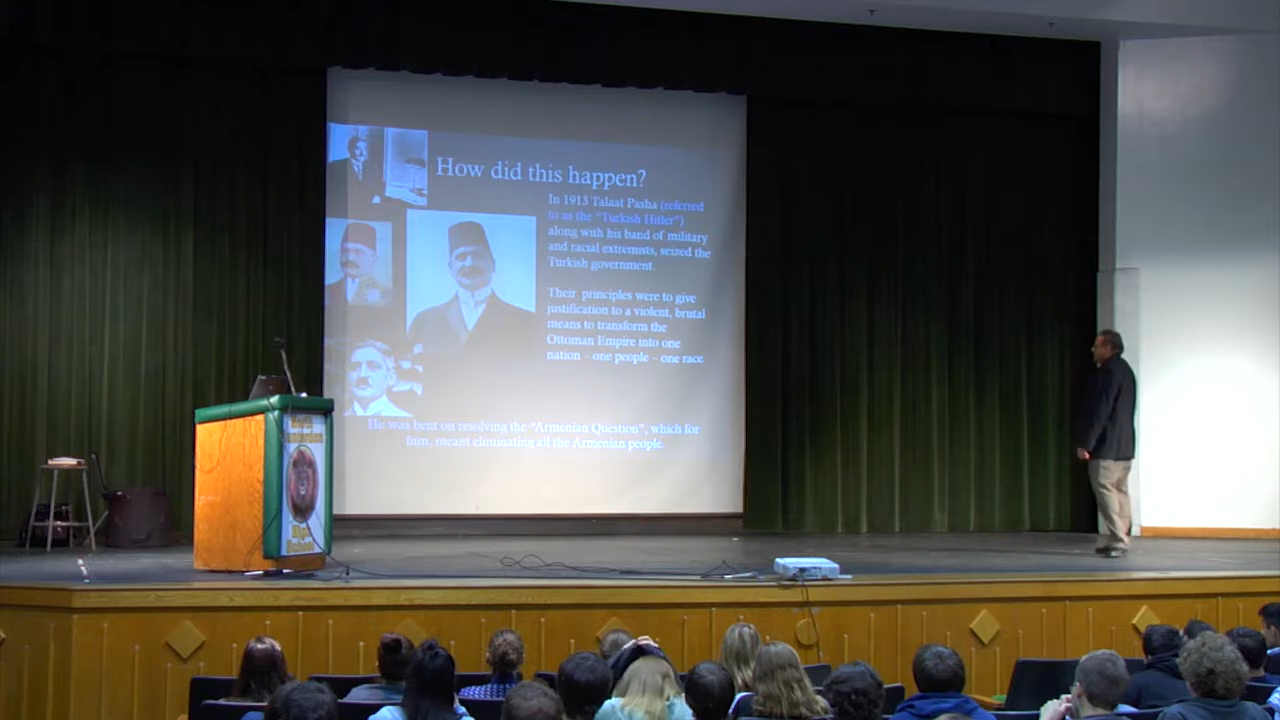 How did this happen?
In 1913 Talaat Pasha (referred
to as the "Turkish Hitler")
along with his band of military
and racial extremists, seized the
Turkish government.
Their principles were to give
justification to a violent, brutal
means to transform the
Ottoman Empire into one
nation – one people – one race
He was bent on resolving the "Armenian Question", which for
him, meant eliminating all the Armenian people.
High
School